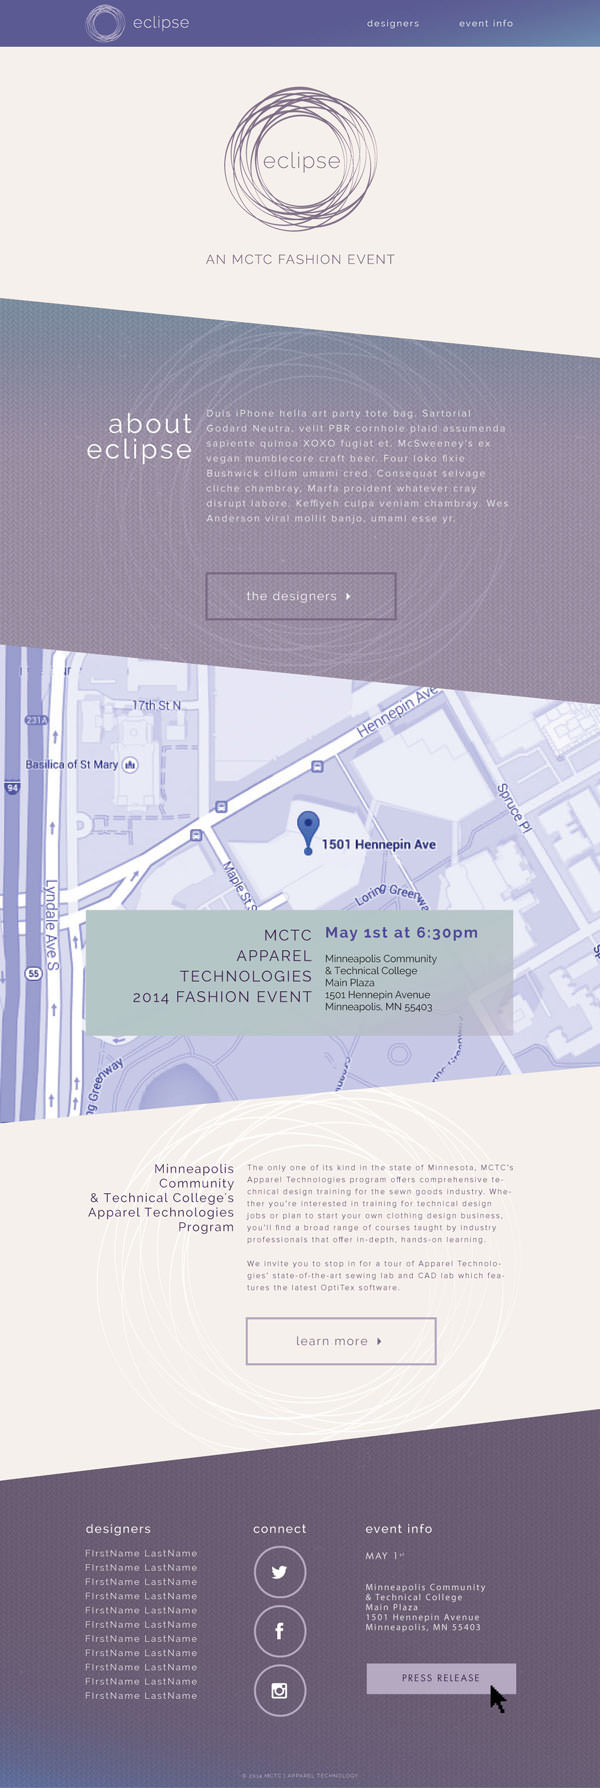 eclipse
designers
event info
eclipse
AN MCTC FASHION EVENT
about
eclipse
Duis iPhone hella art party tote bag. Sartorial
Godard Neutra, velit PBR cornhole plaid assumenda
sapiente quinoa XOXO fugiat et. McSweeney's ex
vegan mumblecore craft beer. Four loko fixie
Bushwick cillum umami cred. Consequat selvage
cliche chambray, Marfa proident whatever cray
disrupt labore. Keffiyeh culpa veniam chambray. Wes
Anderson viral mollit banjo, umami esse yr.
the designers
17th St N
Hennepin Ave
231A
Basilica of St Mary
94
Spruce Pl
1501 Hennepin Ave
Maple St S
Loring Greenway
Lyndale Ave S
55
MCTC
APPAREL
TECHNOLOGIES
2014 FASHION EVENT
May 1st at 6:30pm
Minneapolis Community
& Technical College
Main Plaza
1501 Hennepin Avenue
Minneapolis, MN 55403
ng Greenway
Minneapolis
Community
& Technical College's
Apparel Technologies
Program
The only one of its kind in the state of Minnesota, MCTC's
Apparel Technologies program offers comprehensive te-
chnical design training for the sewn goods industry. Whe-
ther you're interested in training for technical design
jobs or plan to start your own clothing design business,
you'll find a broad range of courses taught by industry
professionals that offer in-depth, hands-on learning.
We invite you to stop in for a tour of Apparel Technolo-
gies' state-of-the-art sewing lab and CAD lab which fea-
tures the latest OptiTex software.
learn more
designers
FIrstName LastName
FIrstName LastName
FIrstName LastName
FIrstName LastName
FIrstName LastName
FIrstName LastName
FIrstName LastName
FIrstName LastName
FIrstName LastName
FIrstName LastName
FIrstName LastName
connect
event info
MAY 1st
Minneapolis Community
& Technical College
Main Plaza
1501 Hennepin Avenue
Minneapolis, MN 55403
PRESS RELEASE
© 2014 MCTC | APPAREL TECHNOLOGY